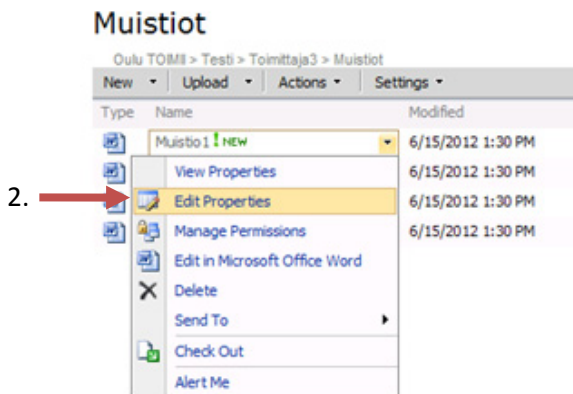 Muistiot
Oulu TOIMII > Testi > Toimittaja3 > Muistiot
New Upload Actions Settings
Type Name Modified
Muistio1 ! NEW 6/15/2012 1:30 PM
View Properties 6/15/2012 1:30 PM
2. Edit Properties 6/15/2012 1:30 PM
Manage Permissions 6/15/2012 1:30 PM
Edit in Microsoft Office Word
Delete
Send To
Check Out
Alert Me